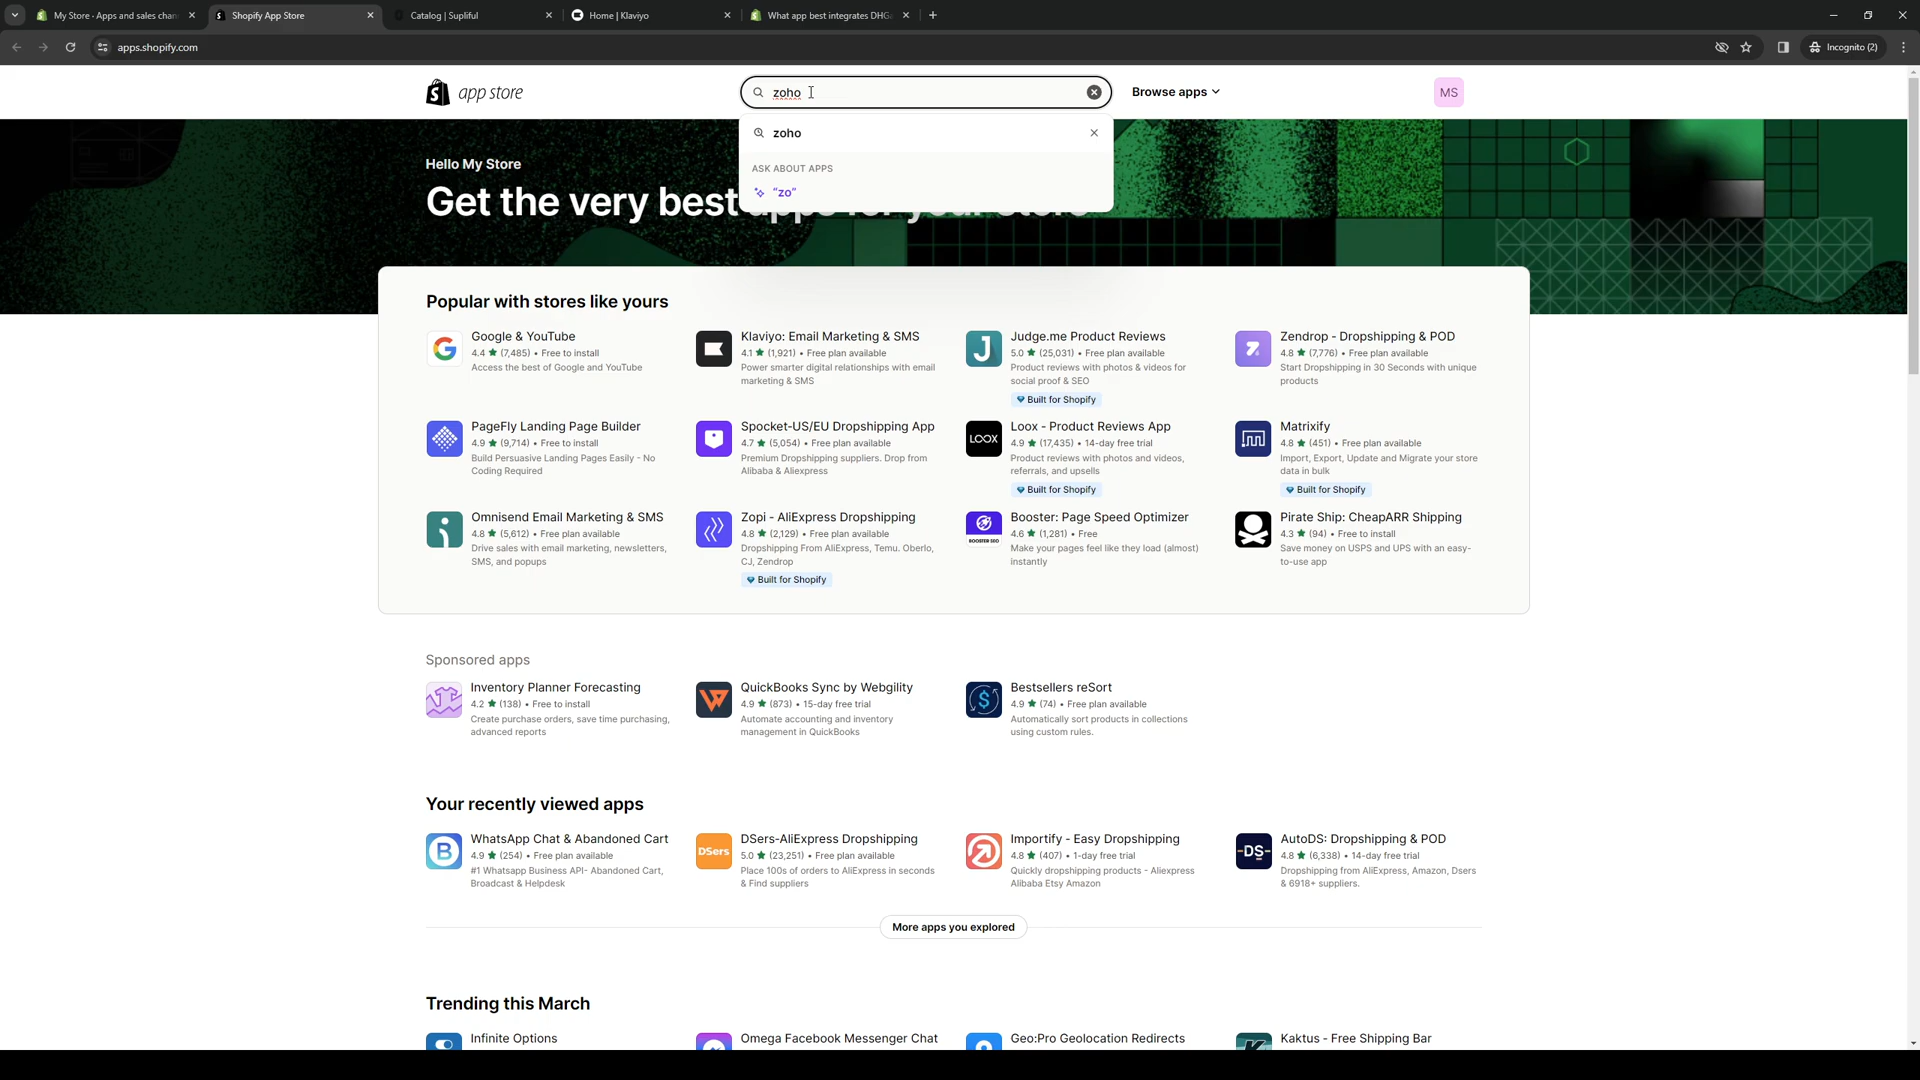 My Store · Apps and sales chan
Shopify App Store
Catalog | Supliful
Home | Klaviyo
What app best integrates DHGa
apps.shopify.com
Incognito (2)
app store
zoho
Browse apps
MS
zoho
ASK ABOUT APPS
"zo"
Hello My Store
Get the very best apps for your store
Popular with stores like yours
Google & YouTube
4.4 ★ (7,485) • Free to install
Access the best of Google and YouTube
Klaviyo: Email Marketing & SMS
4.1 ★ (1,921) • Free plan available
Power smarter digital relationships with email
marketing & SMS
Judge.me Product Reviews
5.0 ★ (25,031) • Free plan available
Product reviews with photos & videos for
social proof & SEO
Built for Shopify
Zendrop - Dropshipping & POD
4.8 ★ (7,776) • Free plan available
Start Dropshipping in 30 Seconds with unique
products
PageFly Landing Page Builder
4.9 ★ (9,714) • Free to install
Build Persuasive Landing Pages Easily - No
Coding Required
Spocket-US/EU Dropshipping App
4.7 ★ (5,054) • Free plan available
Premium Dropshipping suppliers. Drop from
Alibaba & Aliexpress
LOOX
Loox - Product Reviews App
4.9 ★ (17,435) • 14-day free trial
Product reviews with photos and videos,
referrals, and upsells
Built for Shopify
Matrixify
4.8 ★ (451) • Free plan available
Import, Export, Update and Migrate your store
data in bulk
Built for Shopify
Omnisend Email Marketing & SMS
4.8 ★ (5,612) • Free plan available
Drive sales with email marketing, newsletters,
SMS, and popups
Zopi - AliExpress Dropshipping
4.8 ★ (2,129) • Free plan available
Dropshipping From AliExpress, Temu. Oberlo,
CJ, Zendrop
Built for Shopify
BOOSTER SEO
Booster: Page Speed Optimizer
4.6 ★ (1,281) • Free
Make your pages feel like they load (almost)
instantly
Pirate Ship: CheapARR Shipping
4.3 ★ (94) • Free to install
Save money on USPS and UPS with an easy-
to-use app
Sponsored apps
Inventory Planner Forecasting
4.2 ★ (138) • Free to install
Create purchase orders, save time purchasing,
advanced reports
QuickBooks Sync by Webgility
4.9 ★ (873) • 15-day free trial
Automate accounting and inventory
management in QuickBooks
Bestsellers reSort
4.9 ★ (74) • Free plan available
Automatically sort products in collections
using custom rules.
Your recently viewed apps
WhatsApp Chat & Abandoned Cart
4.9 ★ (254) • Free plan available
#1 Whatsapp Business API- Abandoned Cart,
Broadcast & Helpdesk
DSers
DSers-AliExpress Dropshipping
5.0 ★ (23,251) • Free plan available
Place 100s of orders to AliExpress in seconds
& Find suppliers
Importify - Easy Dropshipping
4.8 ★ (407) • 1-day free trial
Quickly dropshipping products - Aliexpress
Alibaba Etsy Amazon
-DS-
AutoDS: Dropshipping & POD
4.8 ★ (6,338) • 14-day free trial
Dropshipping from AliExpress, Amazon, Dsers
& 6918+ suppliers.
More apps you explored
Trending this March
Infinite Options
Omega Facebook Messenger Chat
Geo:Pro Geolocation Redirects
Kaktus - Free Shipping Bar